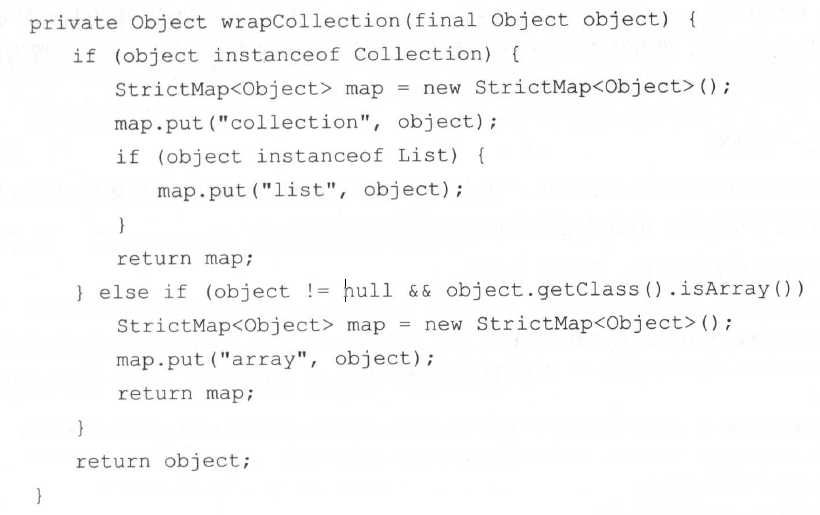 private Object wrapCollection(final Object object) {
if (object instanceof Collection) {
StrictMap<Object> map = new StrictMap<Object>();
map.put("collection", object);
if (object instanceof List) {
map.put("list", object);
}
return map;
} else if (object != null && object.getClass().isArray())
StrictMap<Object> map = new StrictMap<Object>();
map.put("array", object);
return map;
}
return object;
}